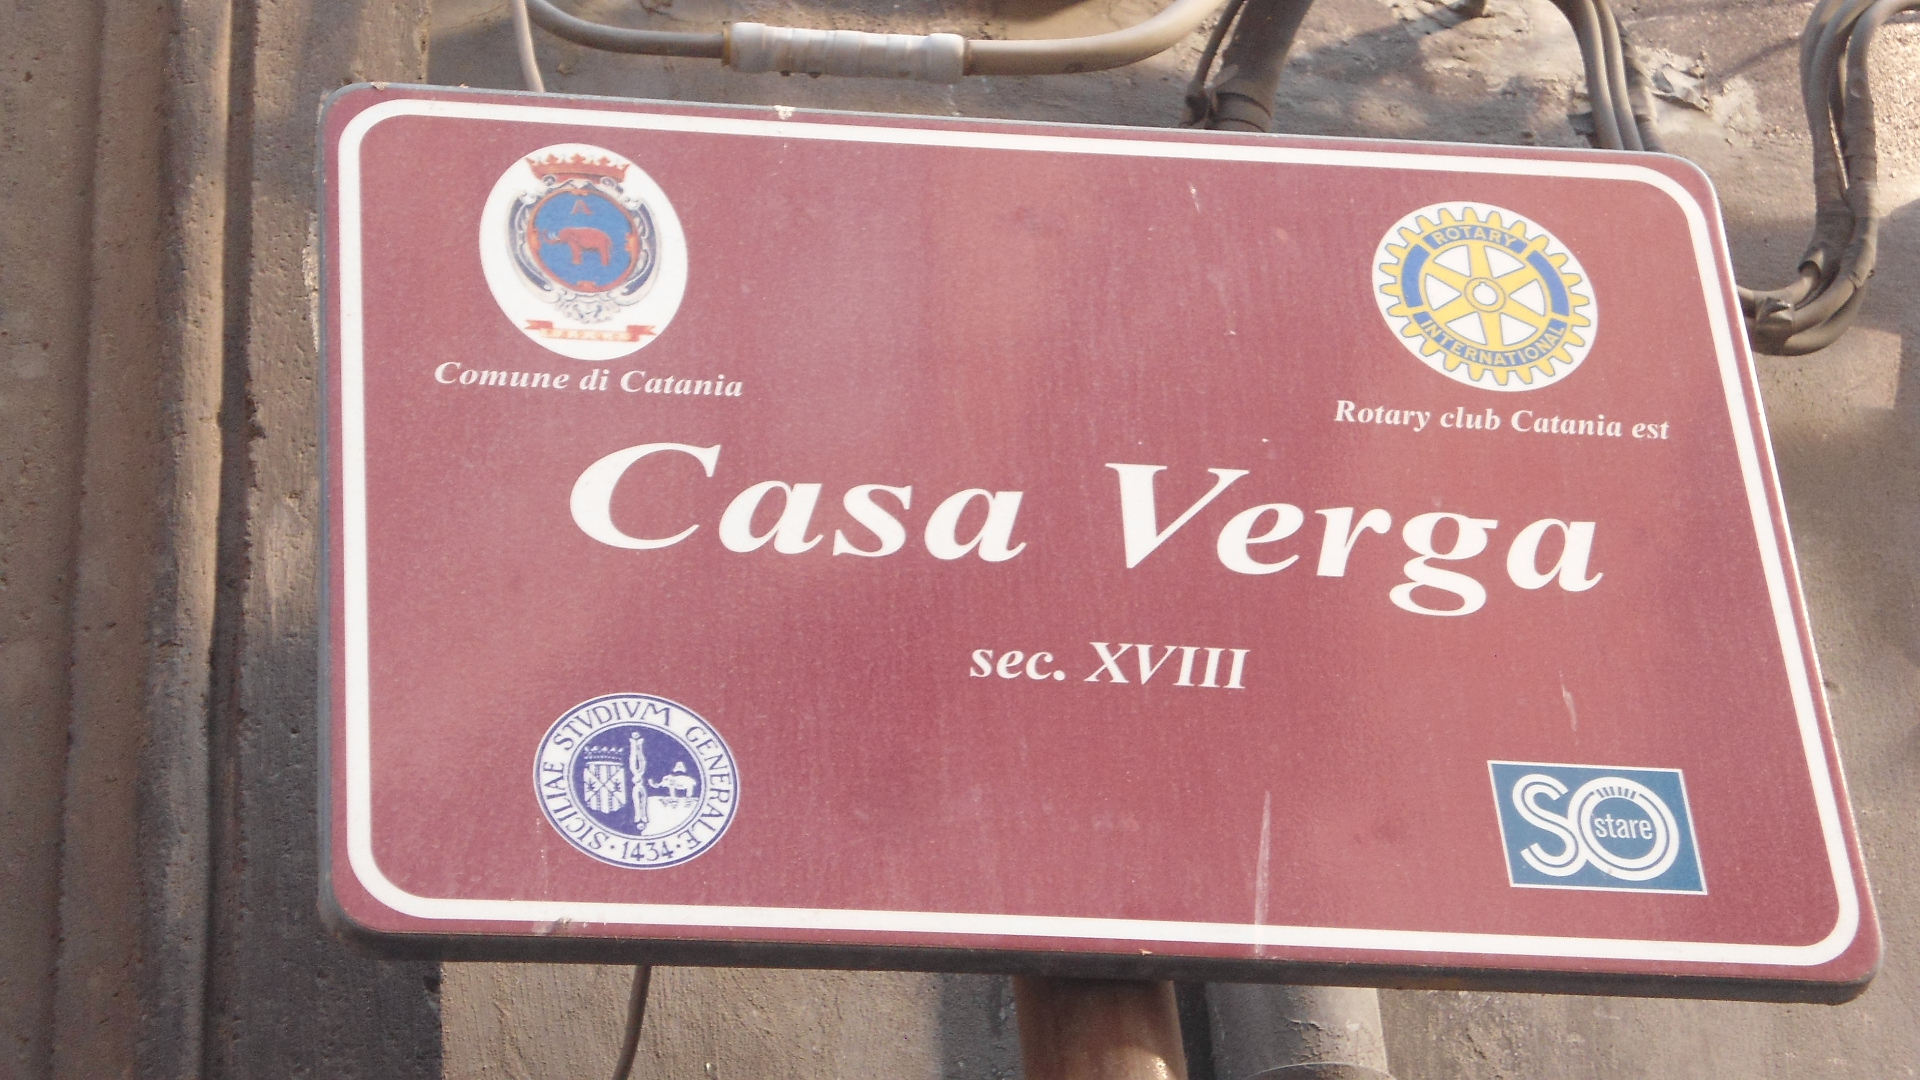 Comune di Catania
ROTARY
INTERNATIONAL
Rotary club Catania est
Casa Verga
sec. XVIII
SICILIAE STVDIVM GENERALE
· 1434 ·
SO
stare